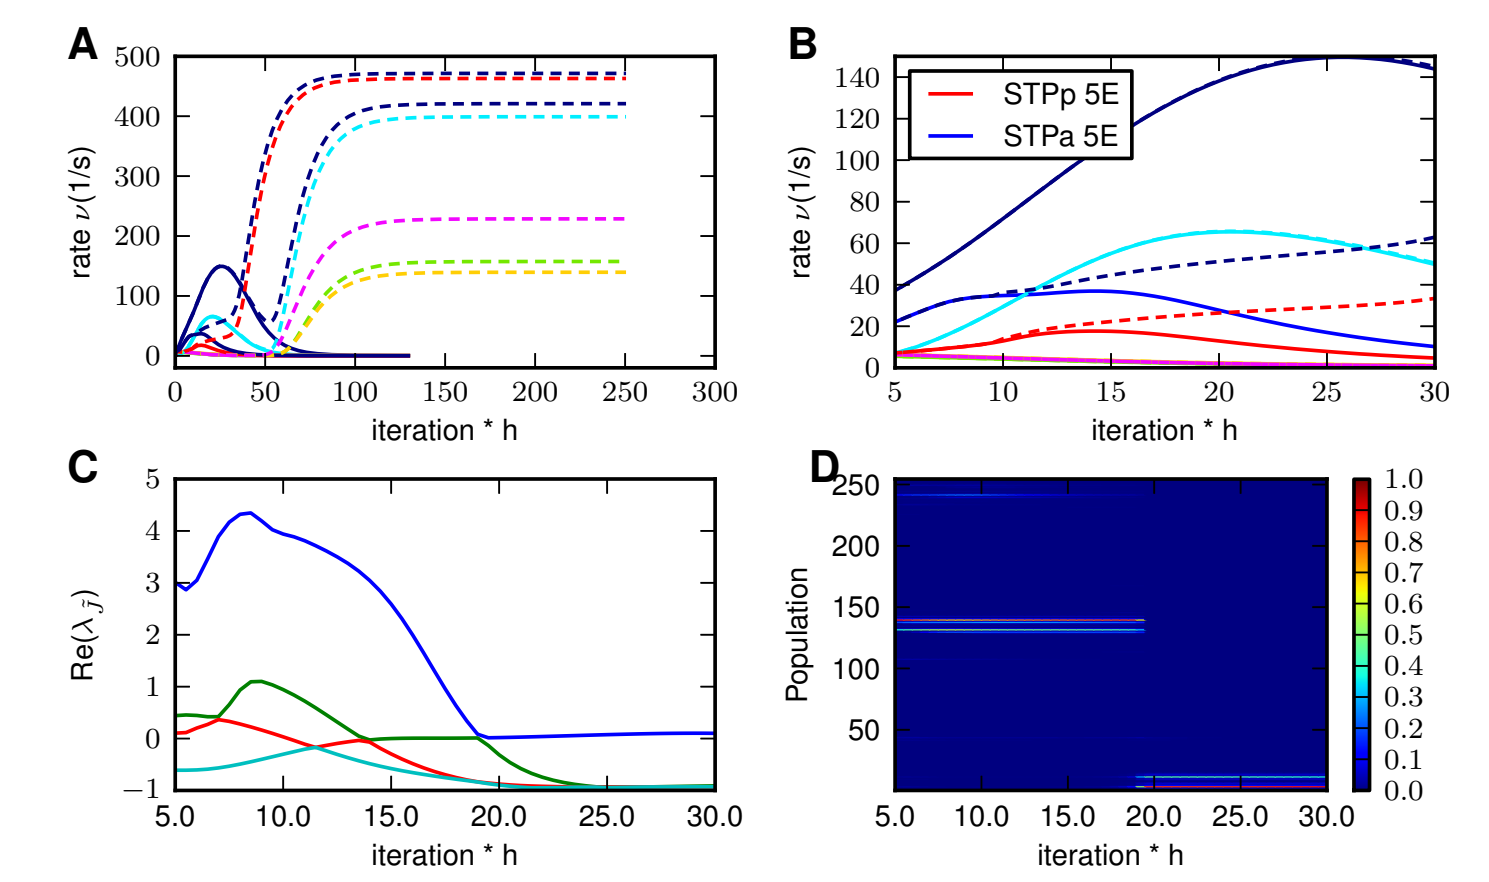 A
500
400
300
200
100
0
rate ν(1/s)
0 50 100 150 200 250 300
iteration * h
B
140
120
100
80
60
40
20
0
rate ν(1/s)
STPp 5E
STPa 5E
5 10 15 20 25 30
iteration * h
C
5
4
3
2
1
0
−1
Re(λ_J̃)
5.0 10.0 15.0 20.0 25.0 30.0
iteration * h
D
250
200
150
100
50
Population
5.0 10.0 15.0 20.0 25.0 30.0
iteration * h
1.0
0.9
0.8
0.7
0.6
0.5
0.4
0.3
0.2
0.1
0.0